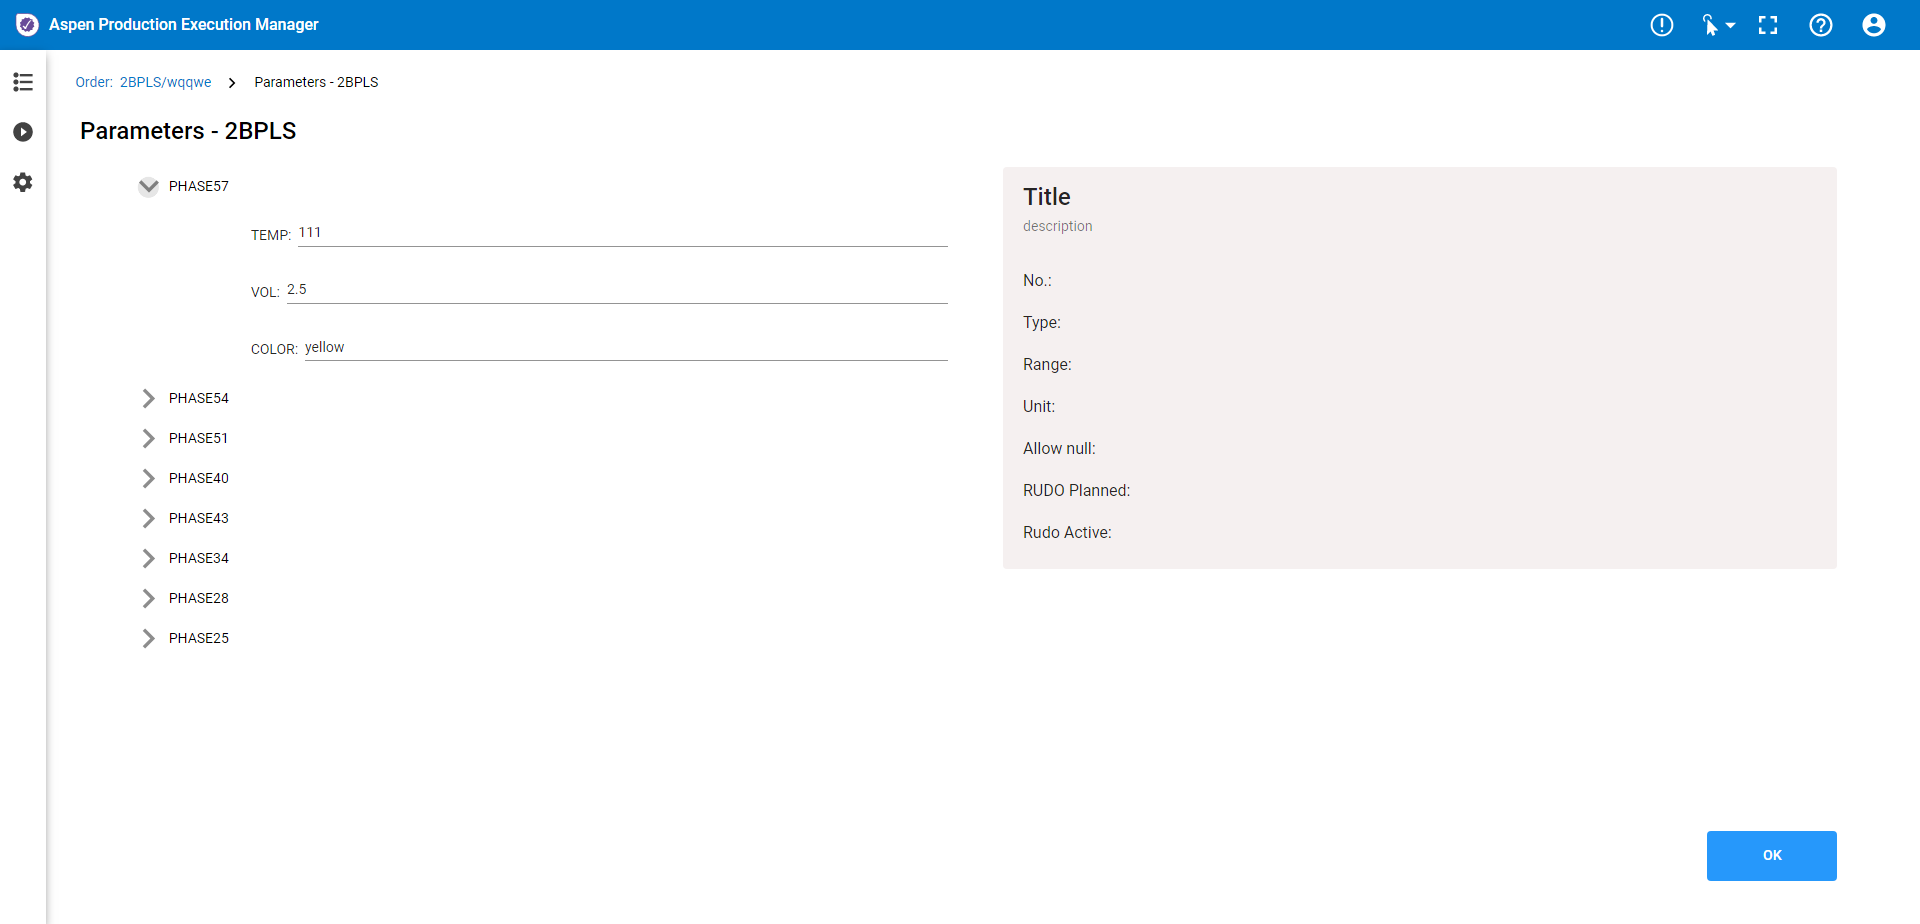 Aspen Production Execution Manager
Order: 2BPLS/wqqwe Parameters - 2BPLS
Parameters - 2BPLS
PHASE57
TEMP: 111
VOL: 2.5
COLOR: yellow
PHASE54
PHASE51
PHASE40
PHASE43
PHASE34
PHASE28
PHASE25
Title
description
No.:
Type:
Range:
Unit:
Allow null:
RUDO Planned:
Rudo Active:
OK